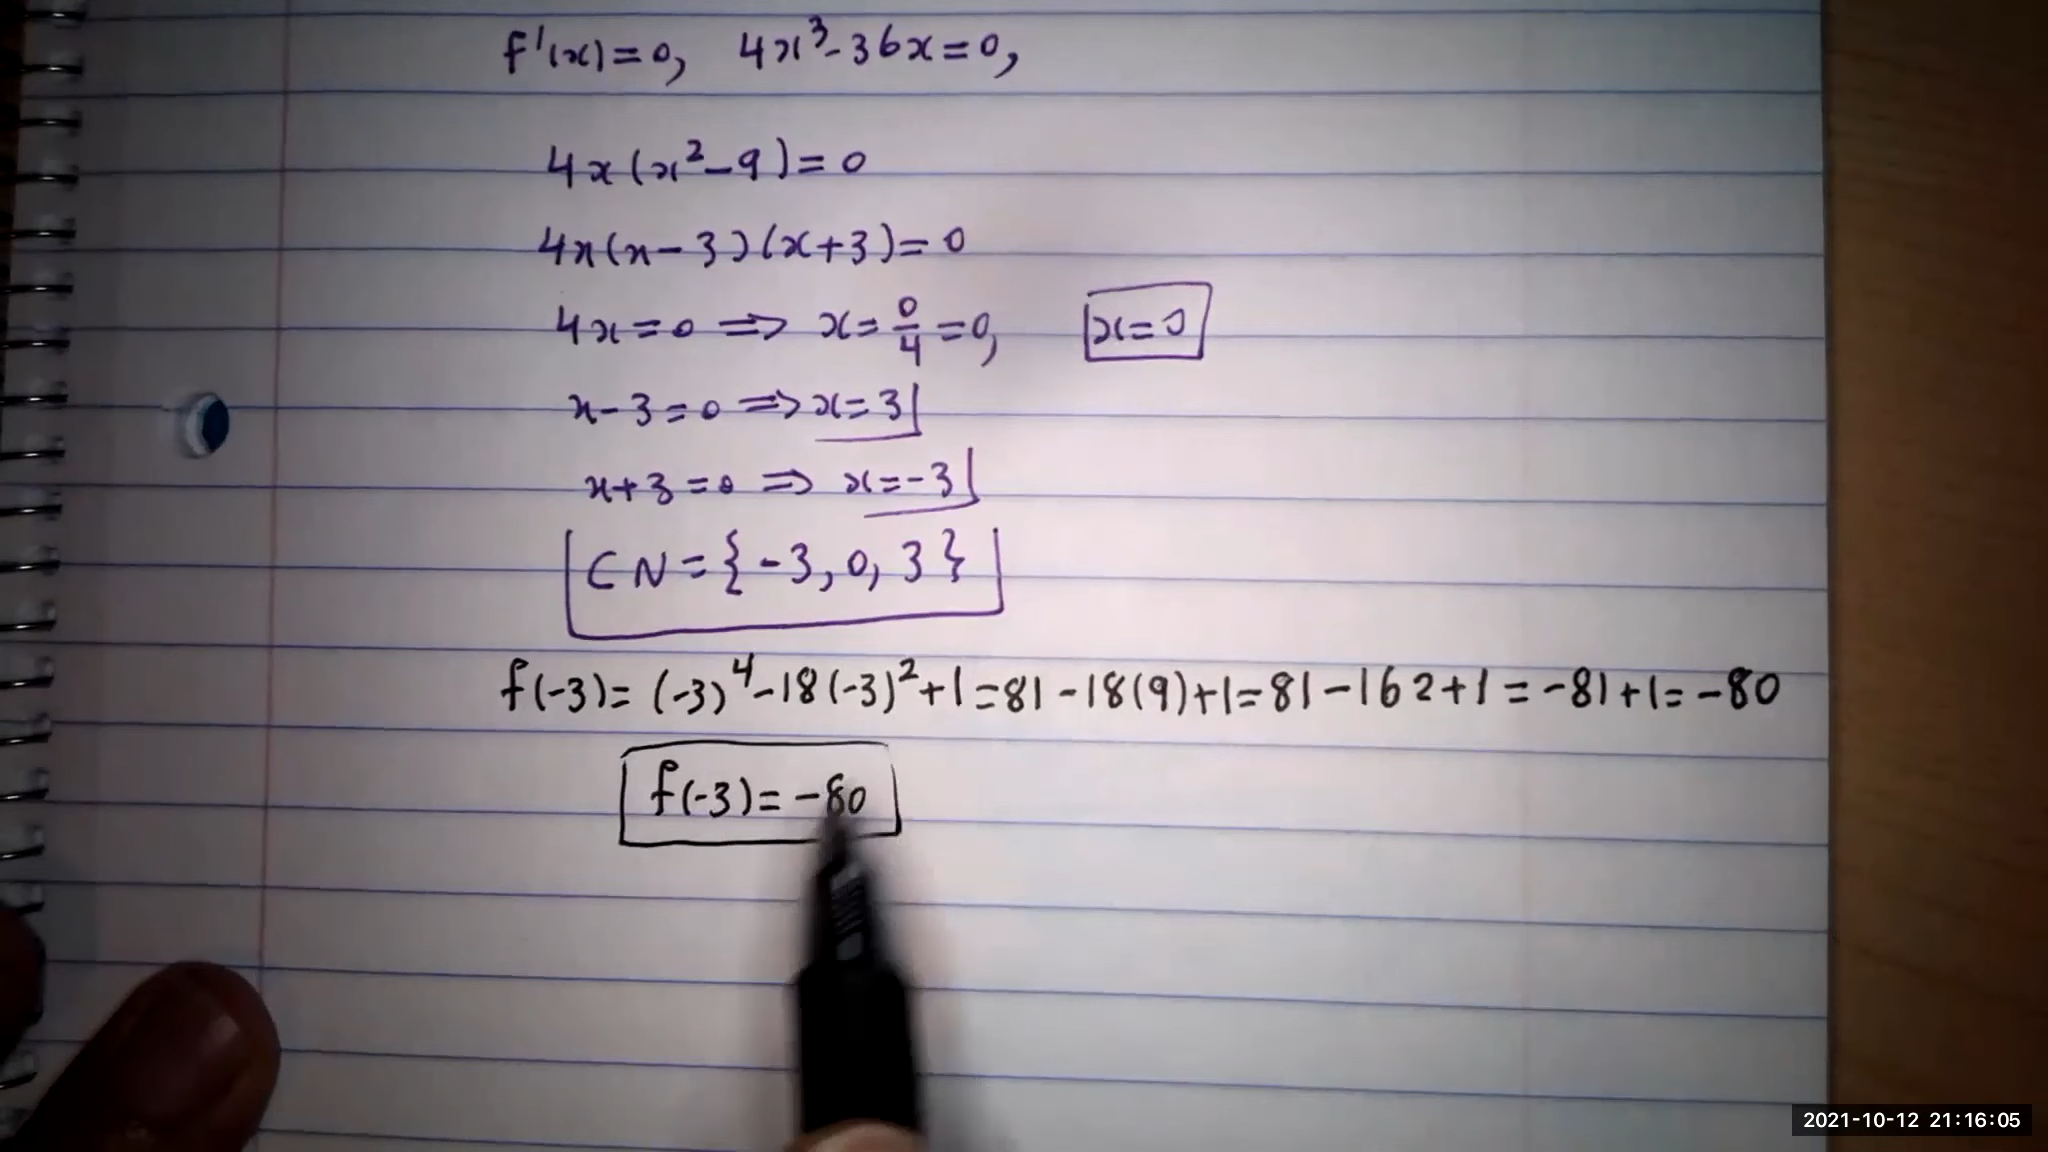 f'(x)=0, 4x³-36x=0,
4x(x²-9)=0
4x(x-3)(x+3)=0
4x=0 ⟹ x=0/4=0, x=0
x-3=0 ⟹ x=3
x+3=0 ⟹ x=-3
CN={-3, 0, 3}
f(-3)=(-3)⁴-18(-3)²+1=81-18(9)+1=81-162+1=-81+1=-80
f(-3)=-80
2021-10-12 21:16:05